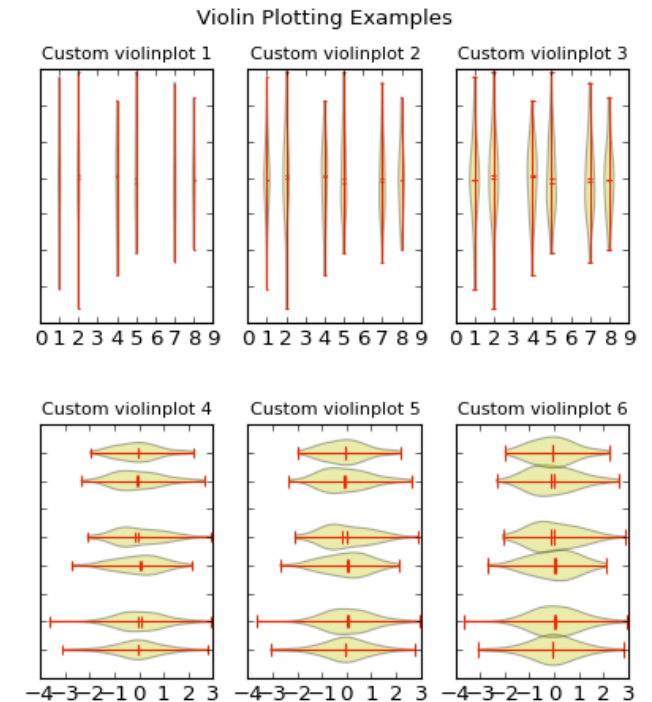 Violin Plotting Examples
Custom violinplot 1 Custom violinplot 2 Custom violinplot 3
0 1 2 3 4 5 6 7 8 9 0 1 2 3 4 5 6 7 8 9 0 1 2 3 4 5 6 7 8 9
Custom violinplot 4 Custom violinplot 5 Custom violinplot 6
−4−3−2−1 0 1 2 3 −4−3−2−1 0 1 2 3 −4−3−2−1 0 1 2 3